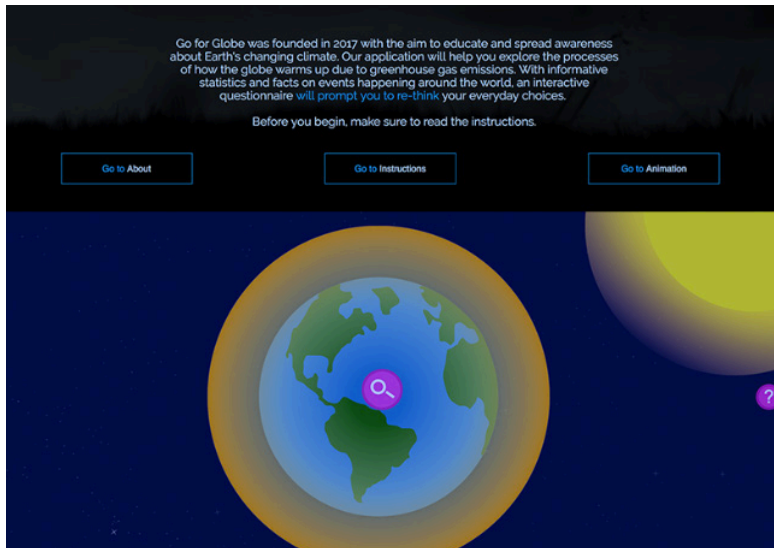 Go for Globe was founded in 2017 with the aim to educate and spread awareness
about Earth's changing climate. Our application will help you explore the processes
of how the globe warms up due to greenhouse gas emissions. With informative
statistics and facts on events happening around the world, an interactive
questionnaire will prompt you to re-think your everyday choices.
Before you begin, make sure to read the instructions.
Go to About
Go to Instructions
Go to Animation
?